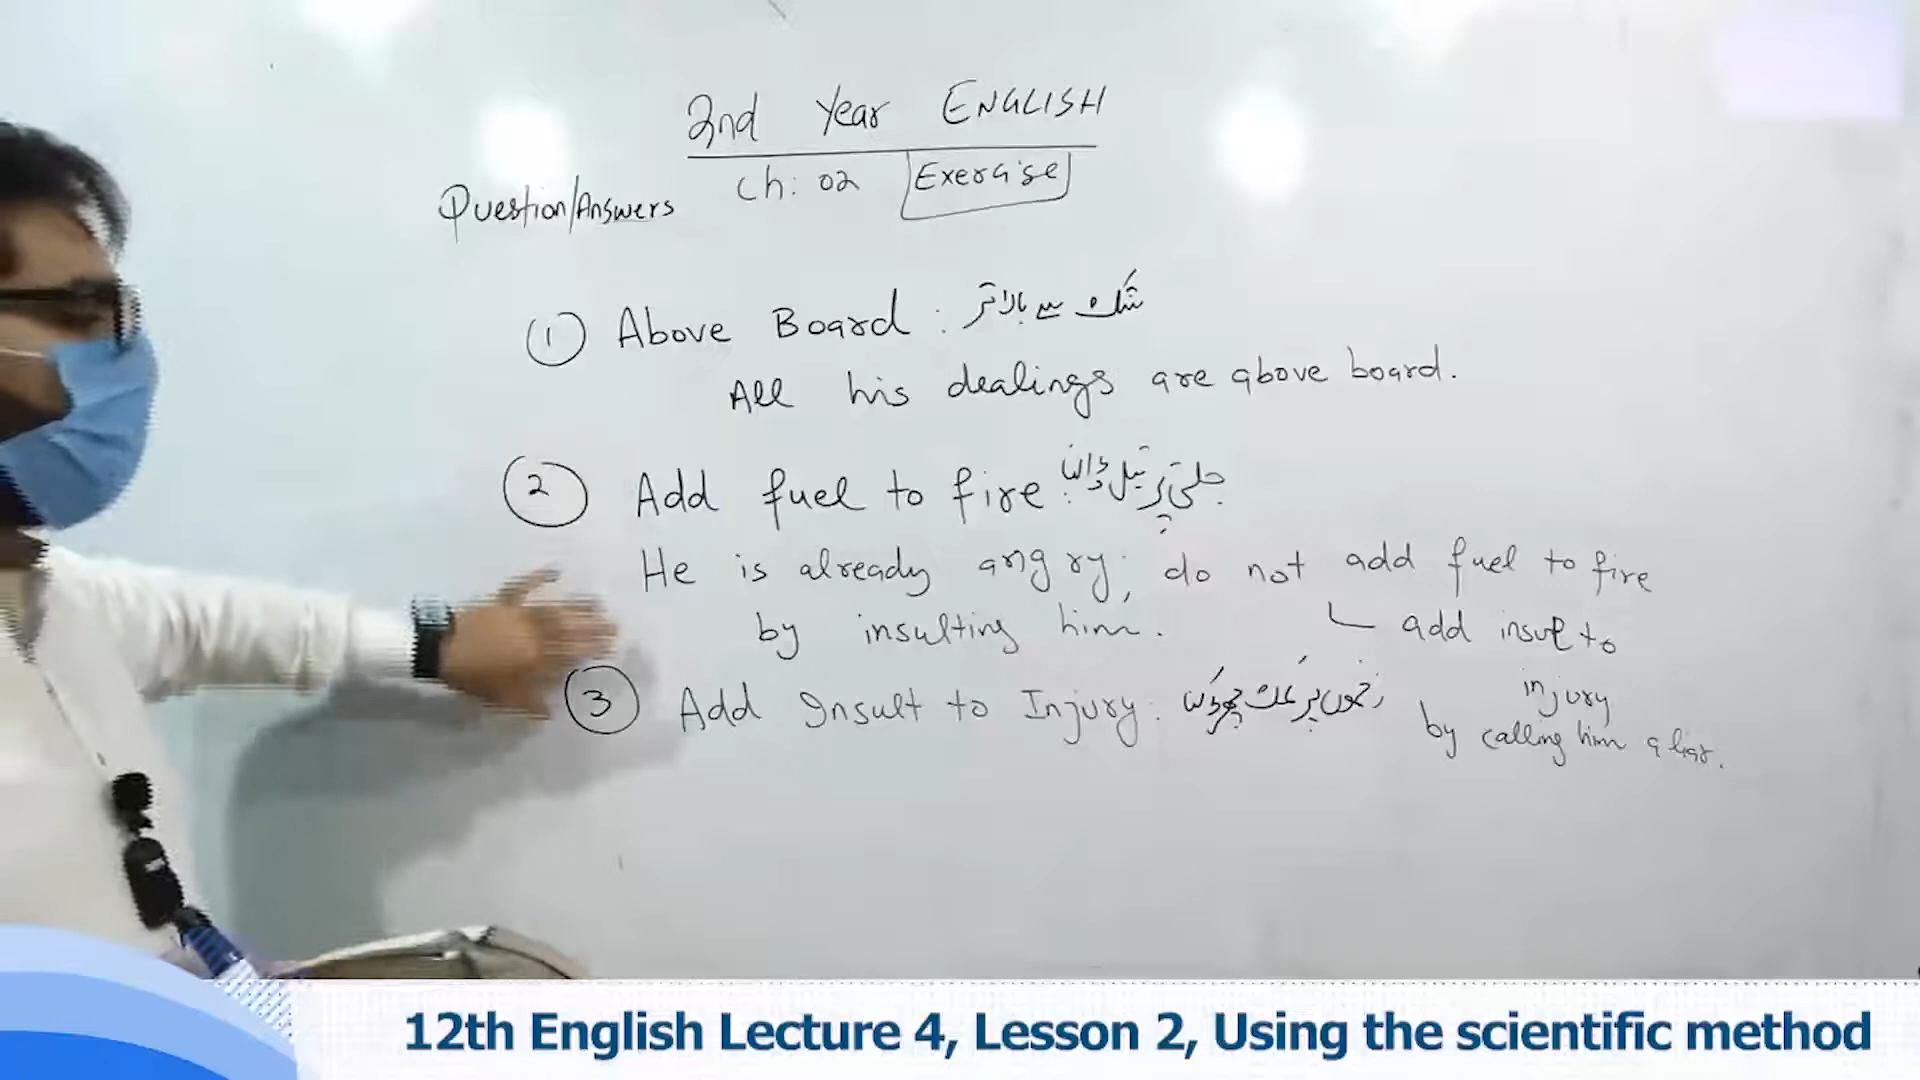 2nd Year ENGLISH
Ch: 02 Exercise
Question/Answers
① Above Board : شک سے بالاتر
All his dealings are above board.
② Add fuel to fire : جلتی پر تیل ڈالنا
He is already angry; do not add fuel to fire
by insulting him. add insult to
③ Add Insult to Injury : زخموں پر نمک چھڑکنا injury
by calling him a liar.
12th English Lecture 4, Lesson 2, Using the scientific method